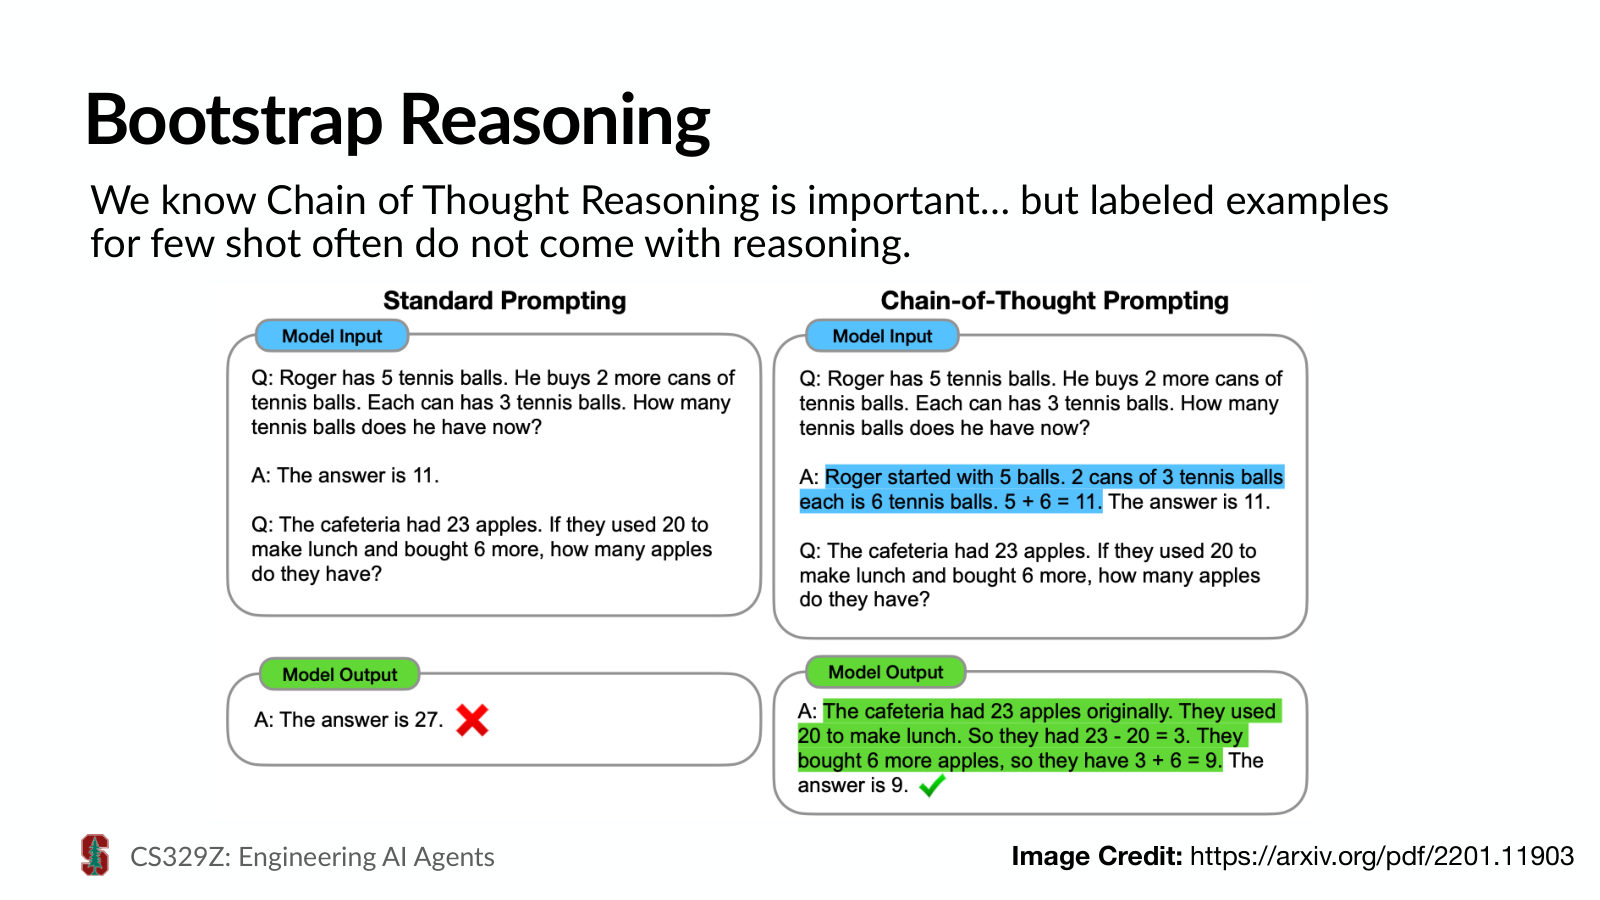 Bootstrap Reasoning
We know Chain of Thought Reasoning is important... but labeled examples
for few shot often do not come with reasoning.
Standard Prompting
Model Input
Q: Roger has 5 tennis balls. He buys 2 more cans of
tennis balls. Each can has 3 tennis balls. How many
tennis balls does he have now?
A: The answer is 11.
Q: The cafeteria had 23 apples. If they used 20 to
make lunch and bought 6 more, how many apples
do they have?
Model Output
A: The answer is 27.
Chain-of-Thought Prompting
Model Input
Q: Roger has 5 tennis balls. He buys 2 more cans of
tennis balls. Each can has 3 tennis balls. How many
tennis balls does he have now?
A: Roger started with 5 balls. 2 cans of 3 tennis balls
each is 6 tennis balls. 5 + 6 = 11. The answer is 11.
Q: The cafeteria had 23 apples. If they used 20 to
make lunch and bought 6 more, how many apples
do they have?
Model Output
A: The cafeteria had 23 apples originally. They used
20 to make lunch. So they had 23 - 20 = 3. They
bought 6 more apples, so they have 3 + 6 = 9. The
answer is 9.
S
CS329Z: Engineering AI Agents
Image Credit: https://arxiv.org/pdf/2201.11903